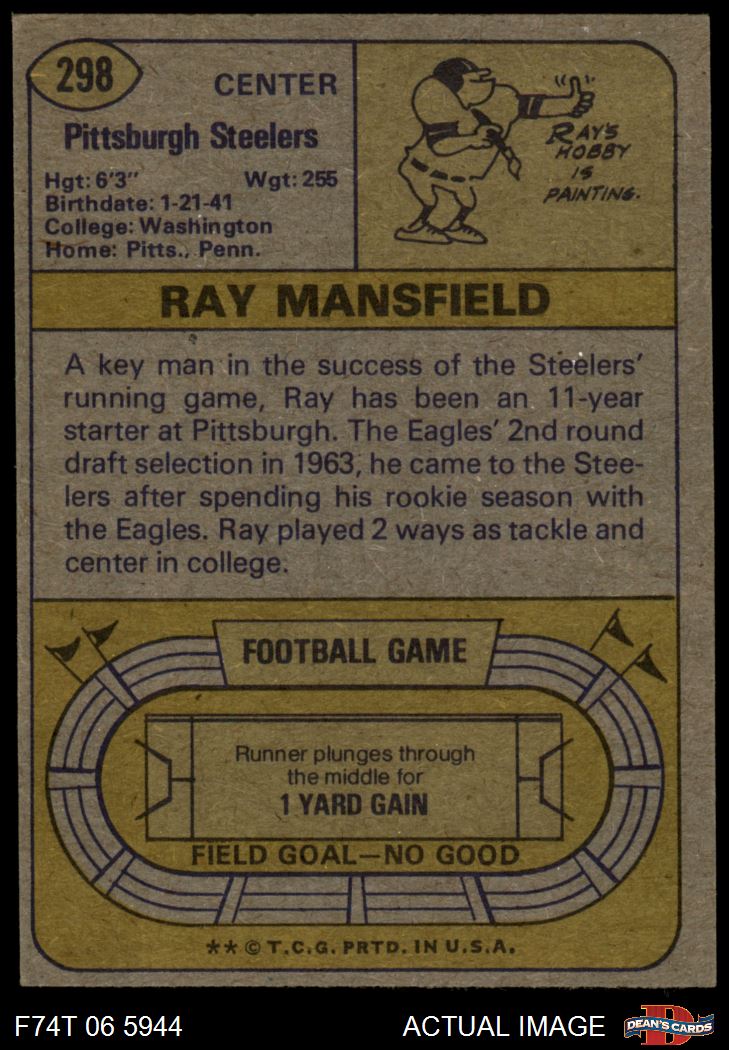 298
CENTER
Pittsburgh Steelers
Hgt: 6'3" Wgt: 255
Birthdate: 1-21-41
College: Washington
Home: Pitts., Penn.
RAY'S
HOBBY
IS
PAINTING.
RAY MANSFIELD
A key man in the success of the Steelers'
running game, Ray has been an 11-year
starter at Pittsburgh. The Eagles' 2nd round
draft selection in 1963, he came to the Stee-
lers after spending his rookie season with
the Eagles. Ray played 2 ways as tackle and
center in college.
FOOTBALL GAME
Runner plunges through
the middle for
1 YARD GAIN
FIELD GOAL—NO GOOD
** © T.C.G. PRTD. IN U.S.A.
F74T 06 5944
ACTUAL IMAGE
D
DEAN'S CARDS